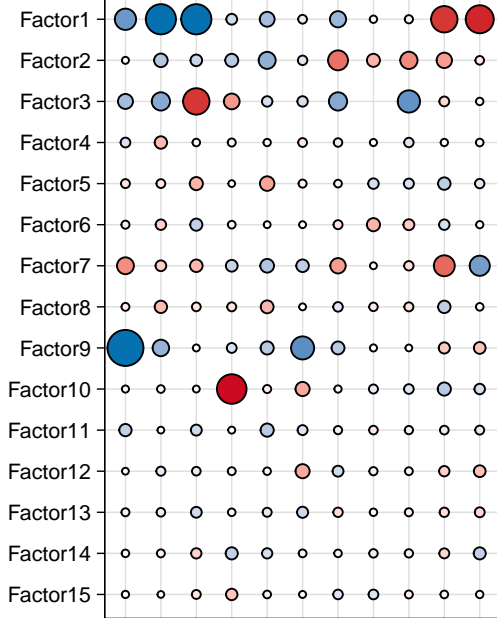 Factor1
Factor2
Factor3
Factor4
Factor5
Factor6
Factor7
Factor8
Factor9
Factor10
Factor11
Factor12
Factor13
Factor14
Factor15